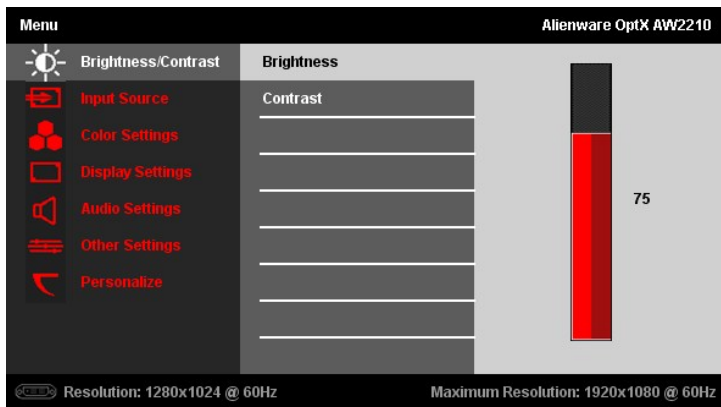 Menu Alienware OptX AW2210
Brightness/Contrast Brightness
Input Source Contrast
Color Settings
Display Settings
Audio Settings 75
Other Settings
Personalize
Resolution: 1280x1024 @ 60Hz Maximum Resolution: 1920x1080 @ 60Hz